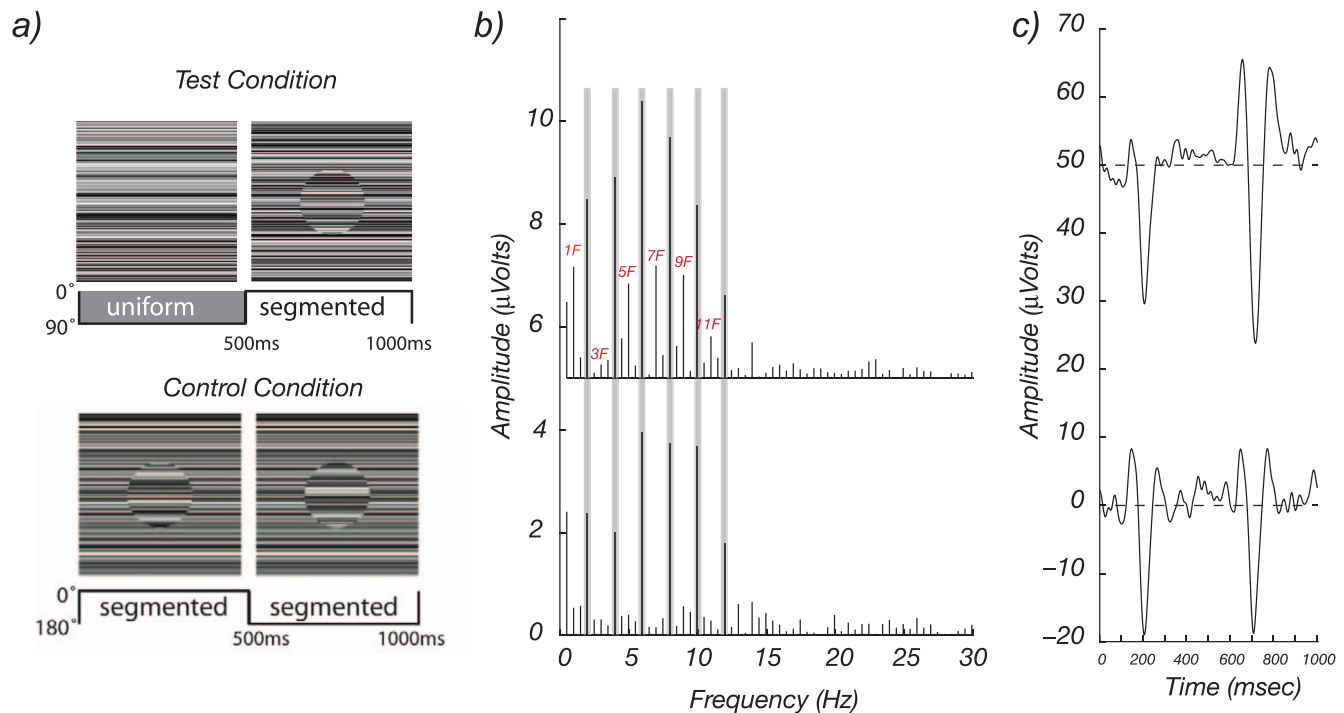 a)
Test Condition
0°
uniform
segmented
90°
500ms
1000ms
Control Condition
0°
segmented
segmented
180°
500ms
1000ms
b)
Amplitude (µVolts)
10
8
6
4
2
0
1F
3F
5F
7F
9F
11F
0 5 10 15 20 25 30
Frequency (Hz)
c)
Amplitude (µVolts)
70
60
50
40
30
20
10
0
−10
−20
0 200 400 600 800 1000
Time (msec)